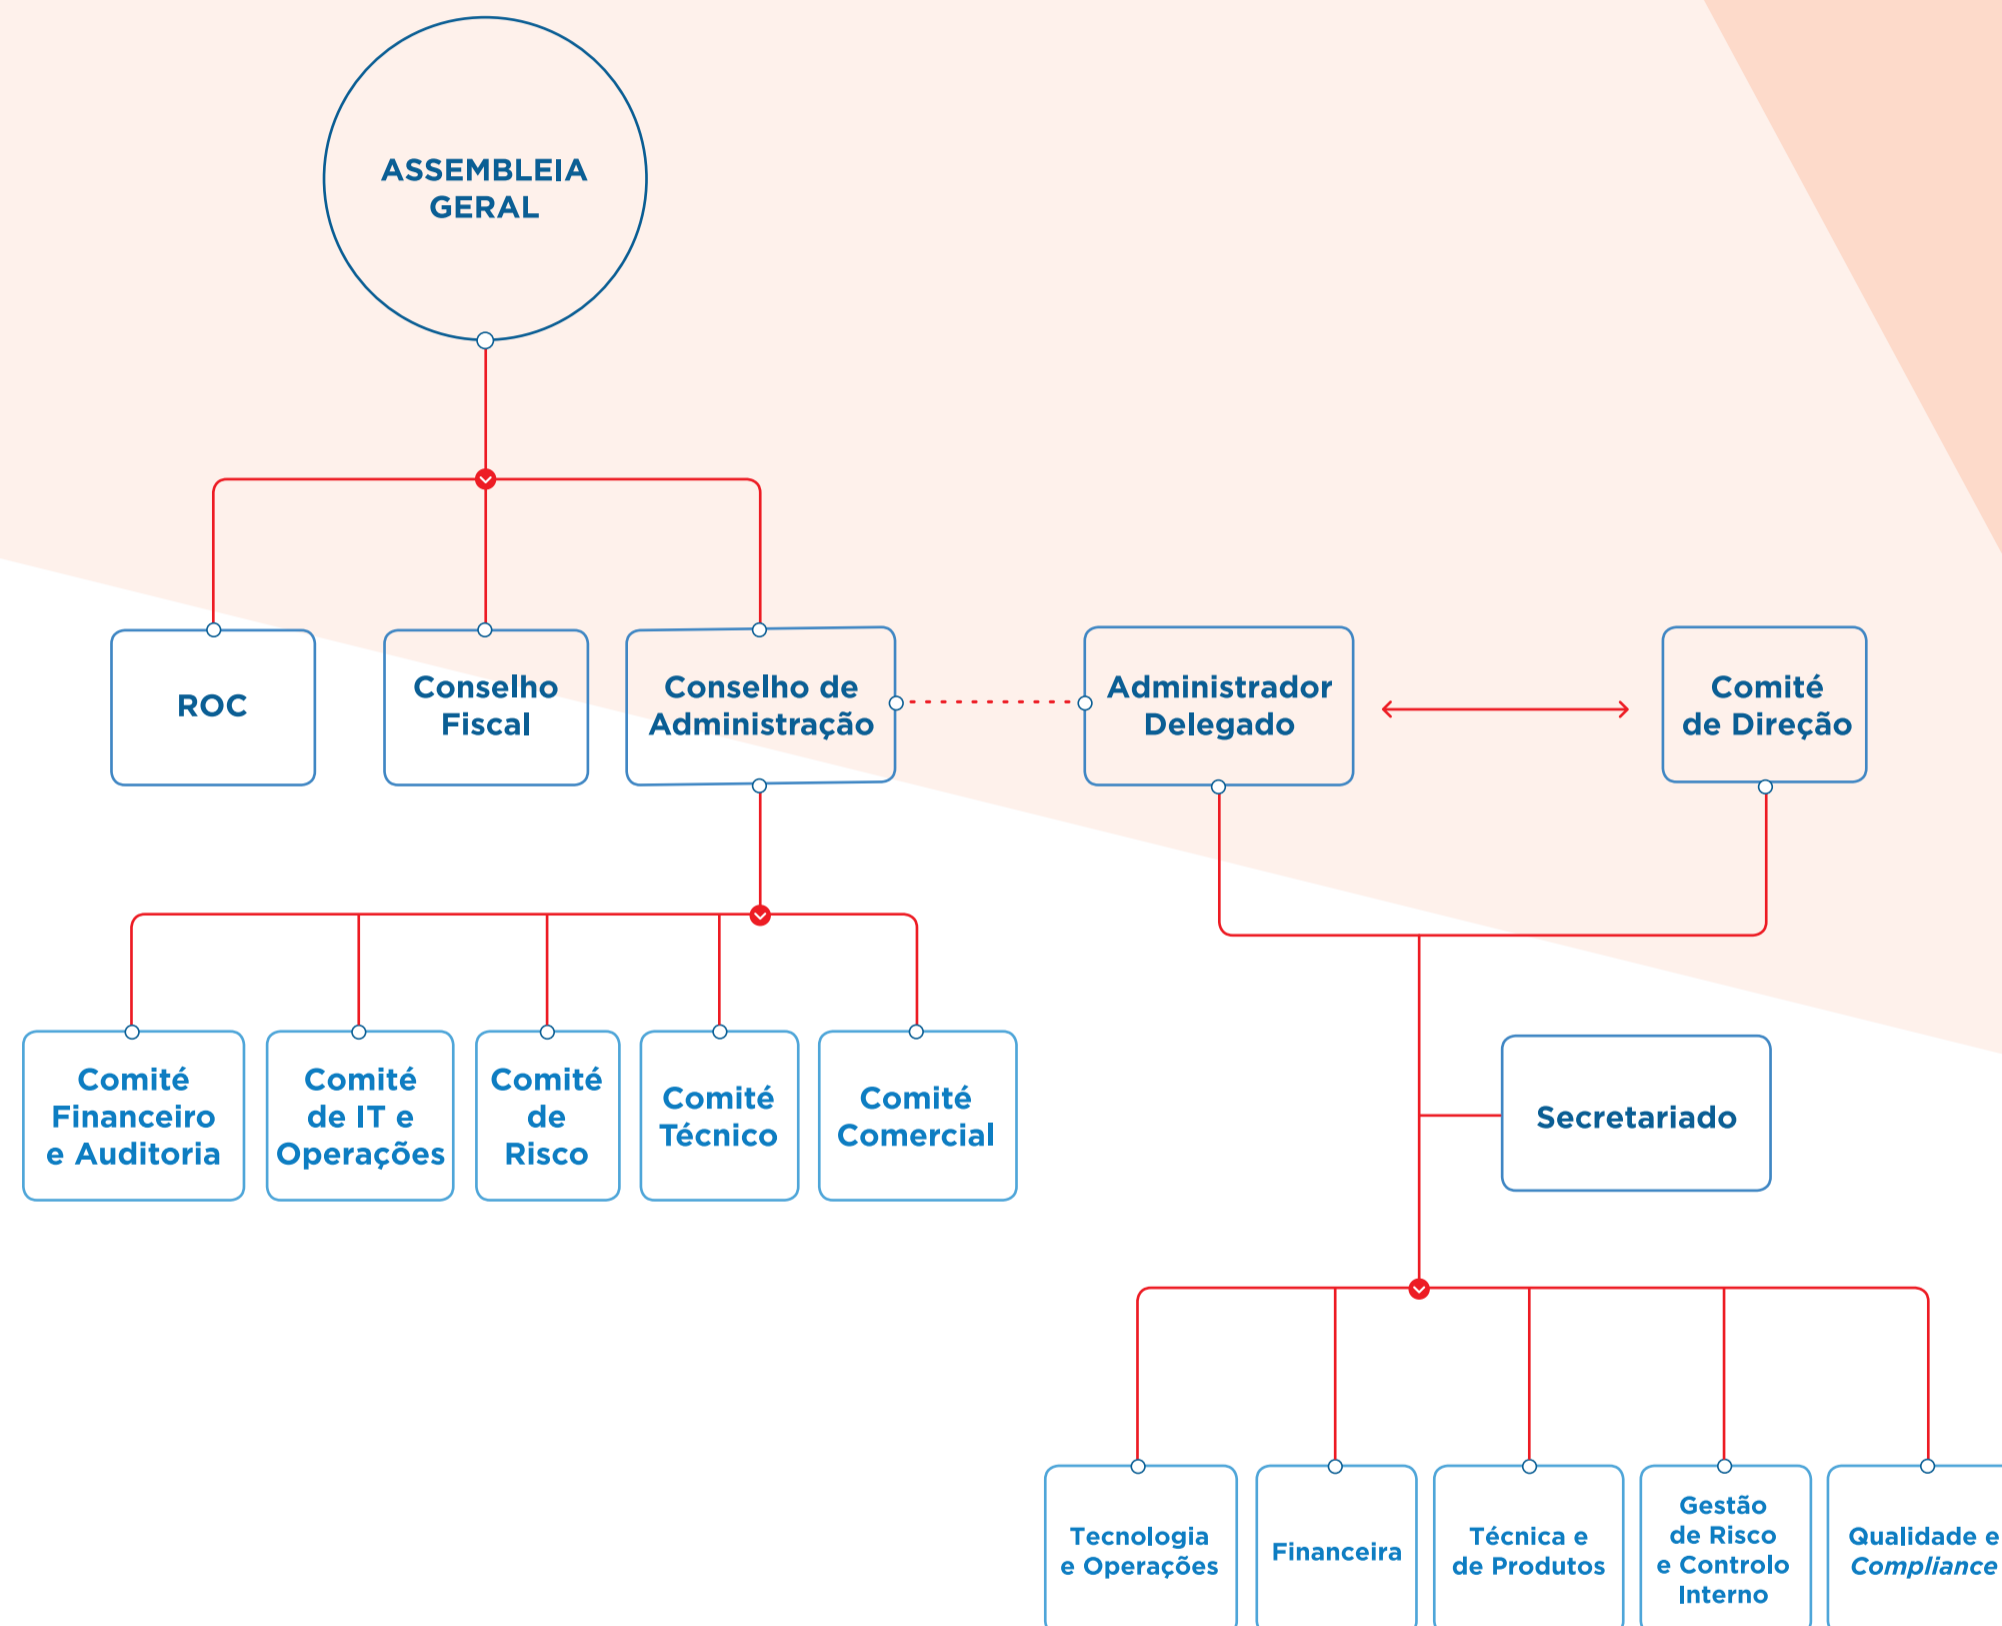 ASSEMBLEIA
GERAL
ROC
Conselho
Fiscal
Conselho de
Administração
Administrador
Delegado
Comité
de Direção
Comité
Financeiro
e Auditoria
Comité
de IT e
Operações
Comité
de
Risco
Comité
Técnico
Comité
Comercial
Secretariado
Tecnologia
e Operações
Financeira
Técnica e
de Produtos
Gestão
de Risco
e Controlo
Interno
Qualidade e
Compliance